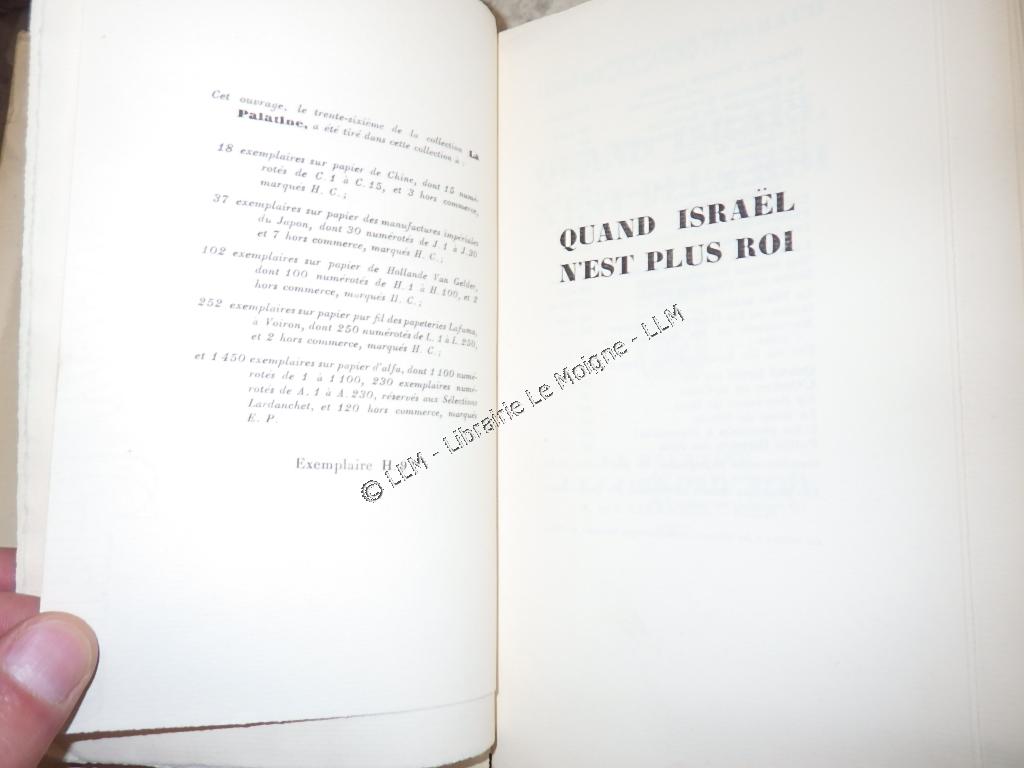 Cet ouvrage, le trente-sixième de la collection La
Palatine, a été tiré dans cette collection à :
18 exemplaires sur papier de Chine, dont 15 numé-
rotés de C. 1 à C. 15, et 3 hors commerce,
marqués H. C. ;
37 exemplaires sur papier des manufactures impériales
du Japon, dont 30 numérotés de J. 1 à J. 30
et 7 hors commerce, marqués H. C. ;
102 exemplaires sur papier de Hollande Van Gelder,
dont 100 numérotés de H. 1 à H. 100, et 2
hors commerce, marqués H. C. ;
252 exemplaires sur papier pur fil des papeteries Lafuma,
à Voiron, dont 250 numérotés de L. 1 à L. 250,
et 2 hors commerce, marqués H. C. ;
et 1 450 exemplaires sur papier d'alfa, dont 1 100 numé-
rotés de 1 à 1 100, 230 exemplaires numé-
rotés de A. 1 à A. 230, réservés aux Sélections
Lardanchet, et 120 hors commerce, marqués
E. P.
Exemplaire H.
QUAND ISRAËL
N'EST PLUS ROI
© LLM - Librairie Le Moigne - LLM